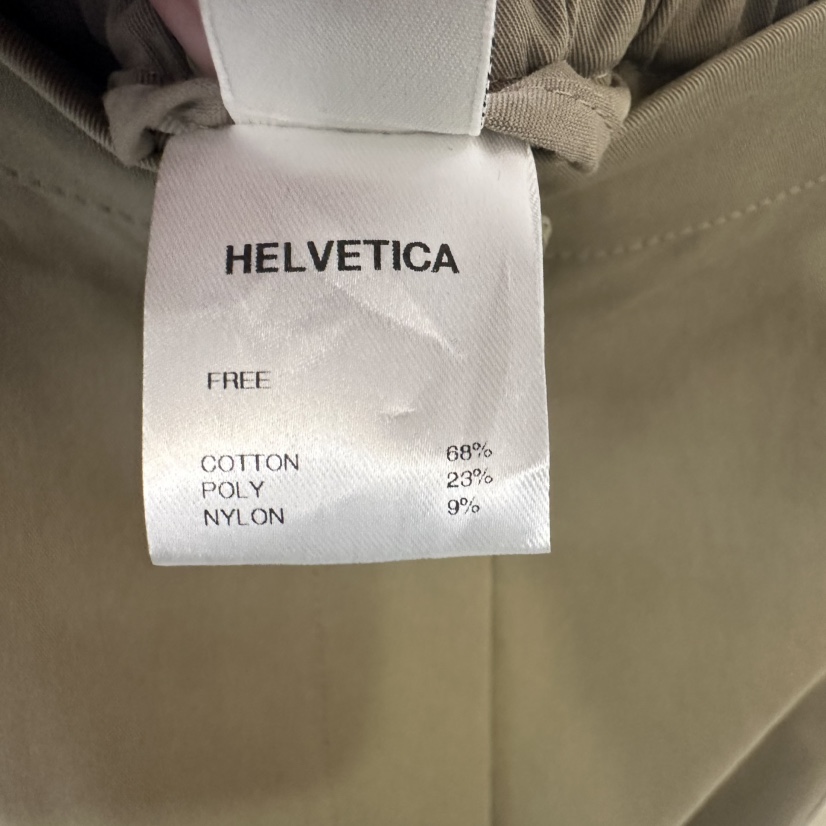 HELVETICA
FREE
COTTON 68%
POLY 23%
NYLON 9%